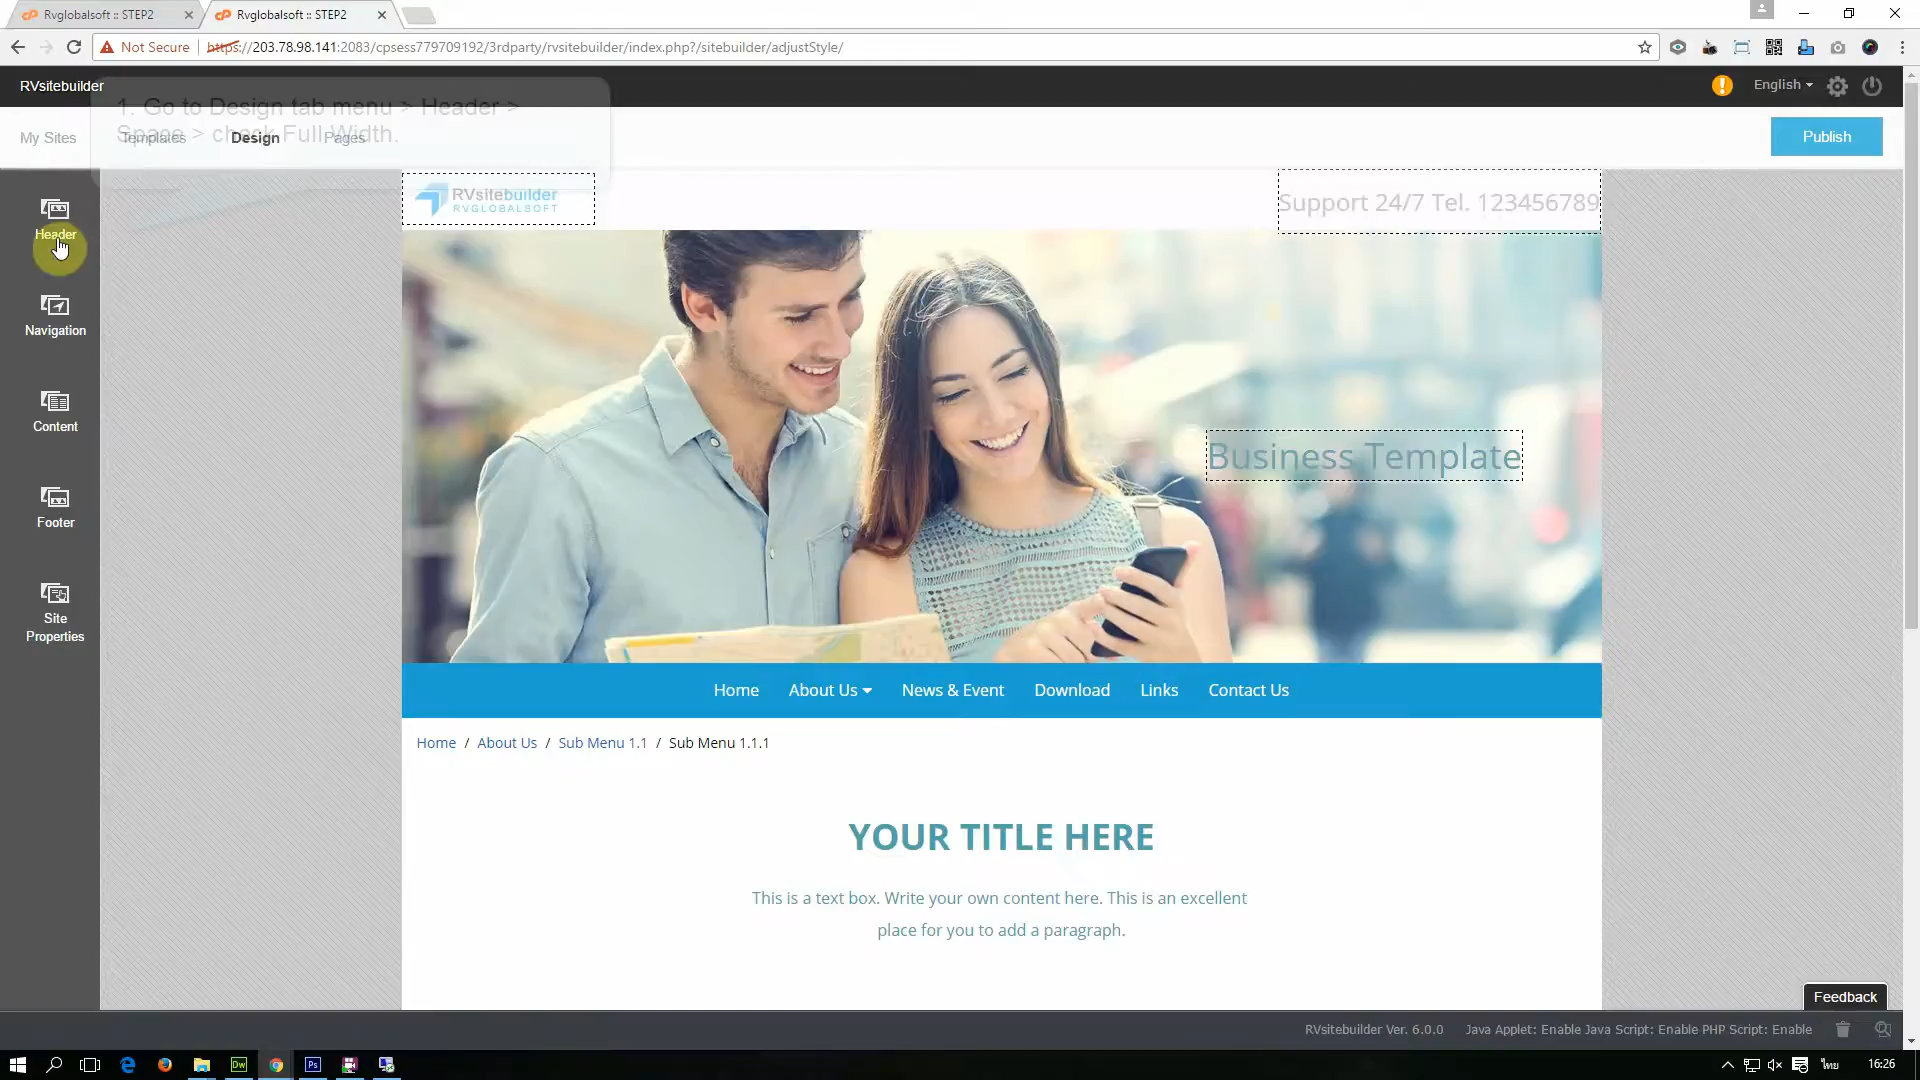 Rvglobalsoft :: STEP2
Rvglobalsoft :: STEP2
Not Secure
https://203.78.98.141:2083/cpsess779709192/3rdparty/rvsitebuilder/index.php?/sitebuilder/adjustStyle/
RVsitebuilder
English
1. Go to Design tab menu > Header >
Space > check Full Width.
My Sites
Templates
Design
Pages
Publish
Header
Navigation
Content
Footer
Site
Properties
RVsitebuilder
RVGLOBALSOFT
Support 24/7 Tel. 123456789
Business Template
Home
About Us
News & Event
Download
Links
Contact Us
Home / About Us / Sub Menu 1.1 / Sub Menu 1.1.1
YOUR TITLE HERE
This is a text box. Write your own content here. This is an excellent
place for you to add a paragraph.
Feedback
RVsitebuilder Ver. 6.0.0
Java Applet: Enable Java Script: Enable PHP Script: Enable
Dw
Ps
ไทย
16:26